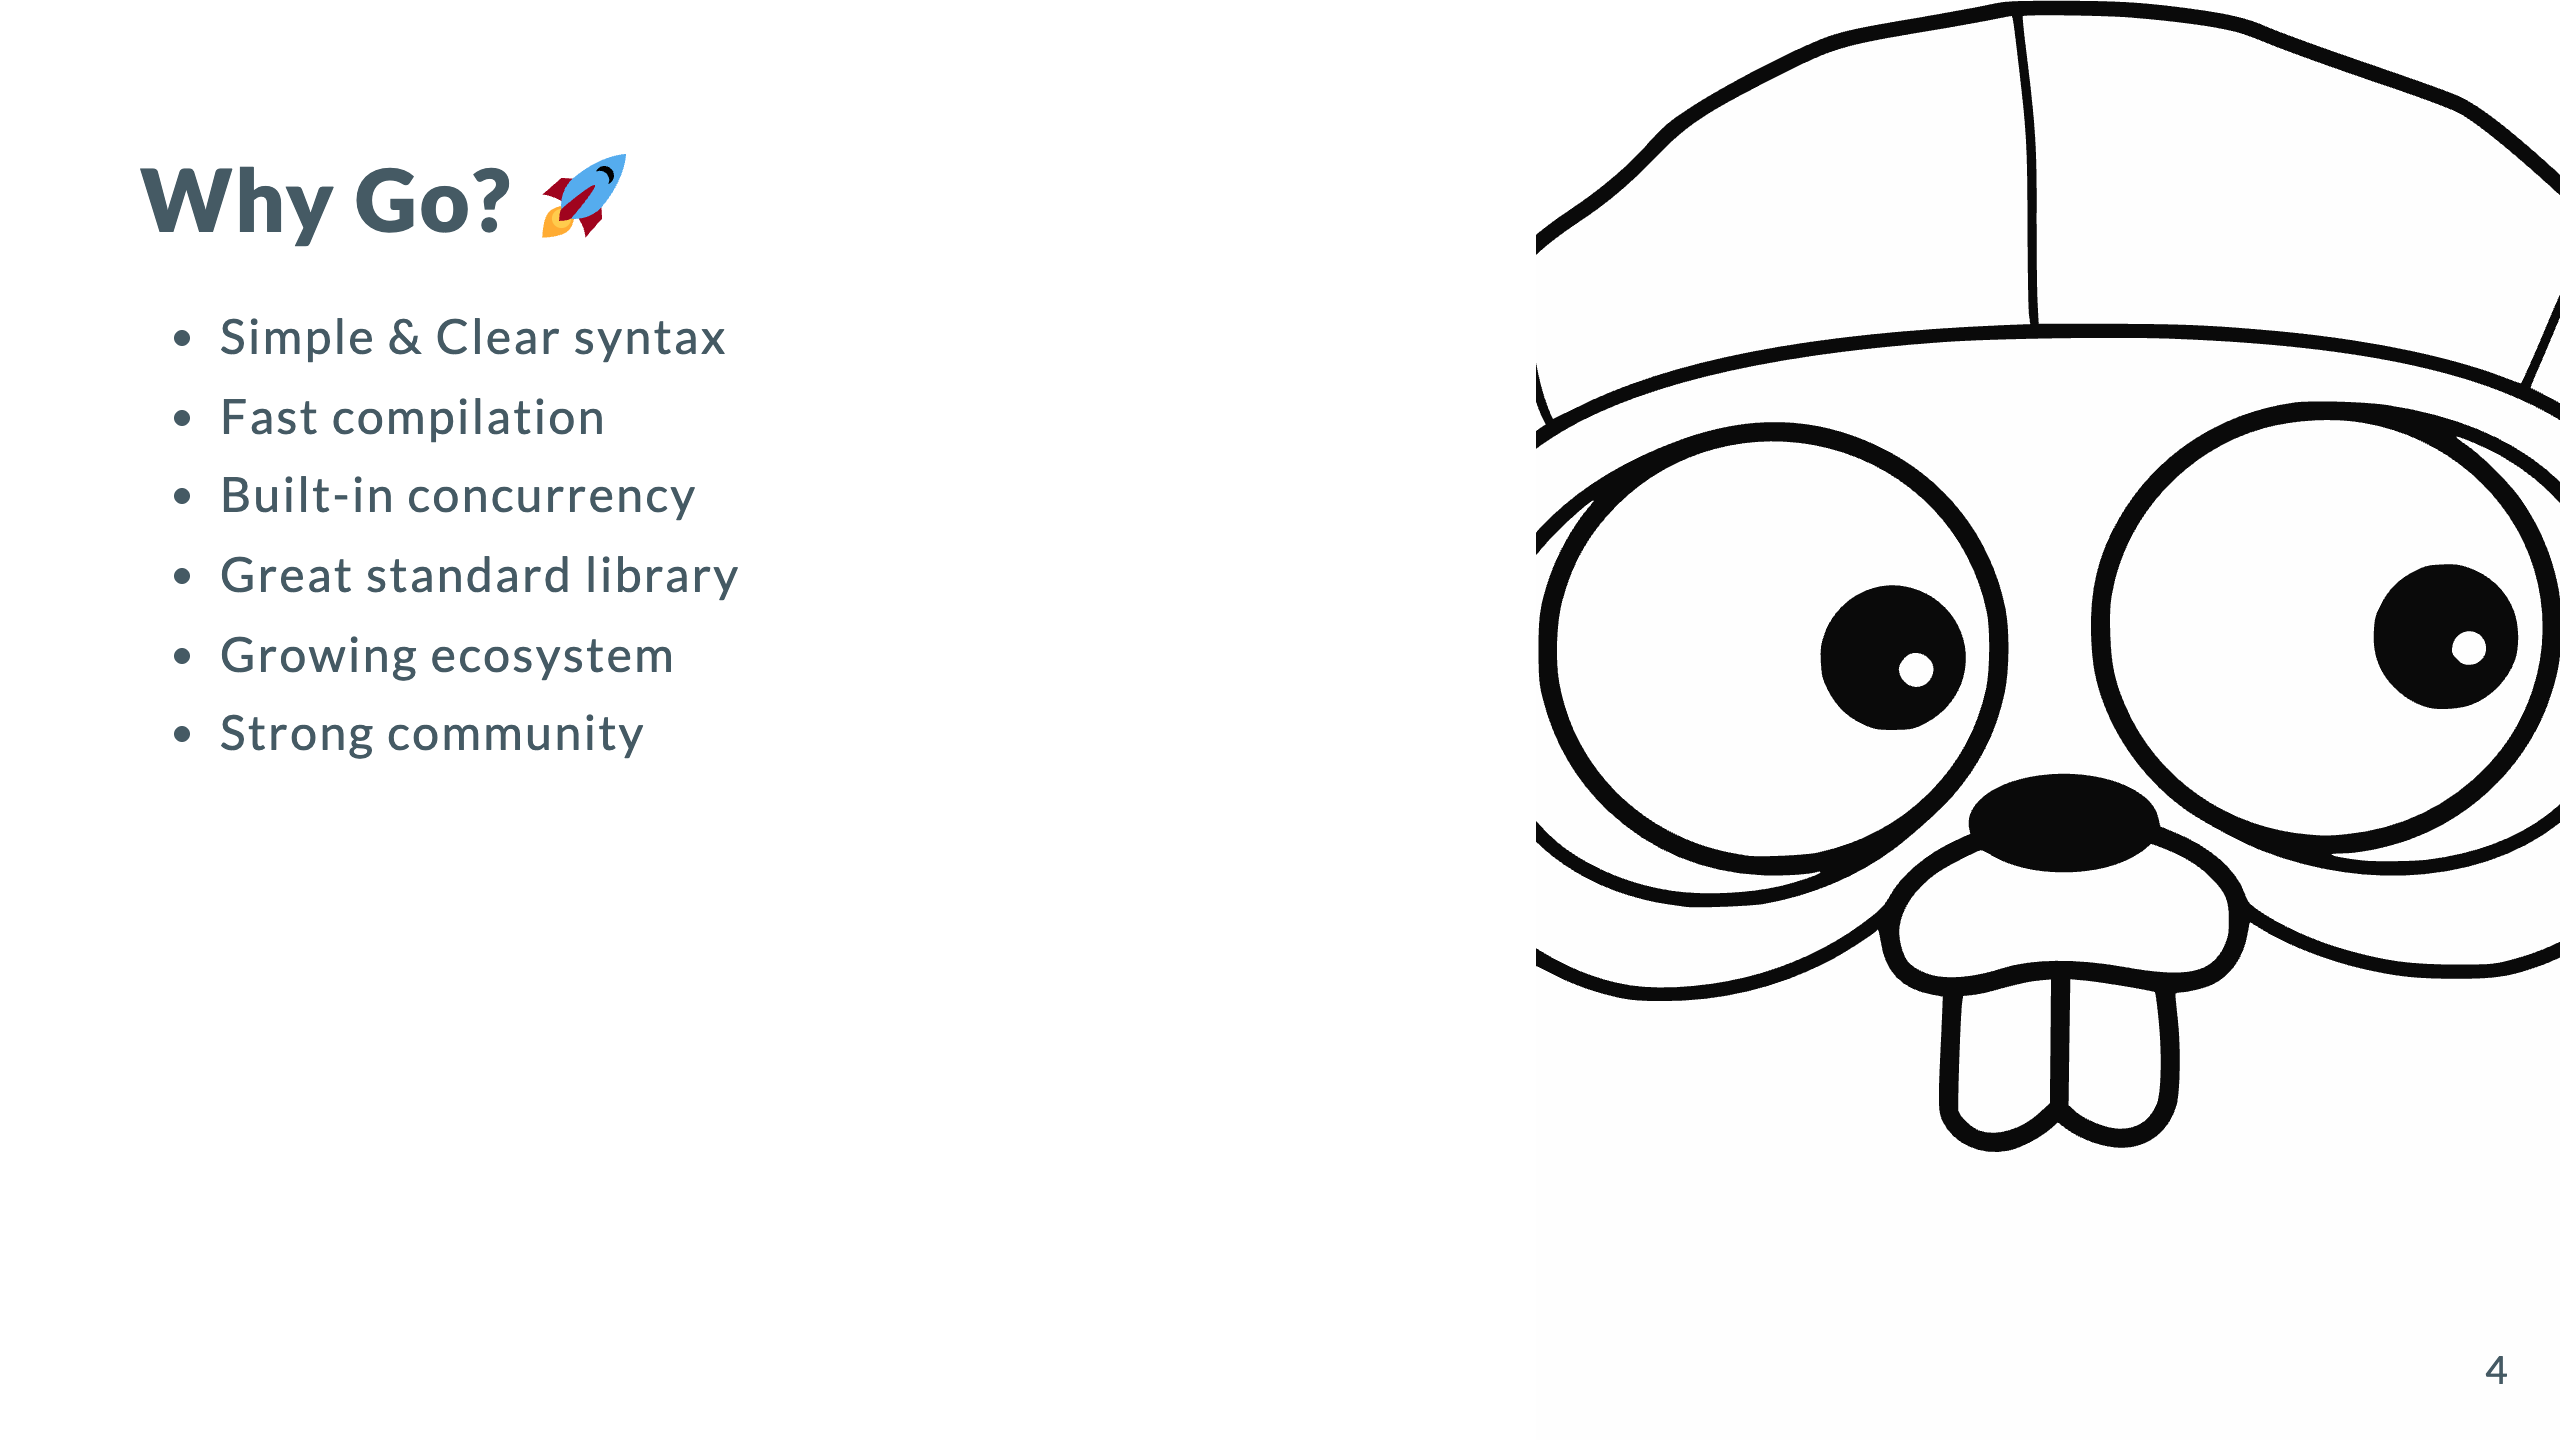 Why Go? 🚀
• Simple & Clear syntax
• Fast compilation
• Built-in concurrency
• Great standard library
• Growing ecosystem
• Strong community
4